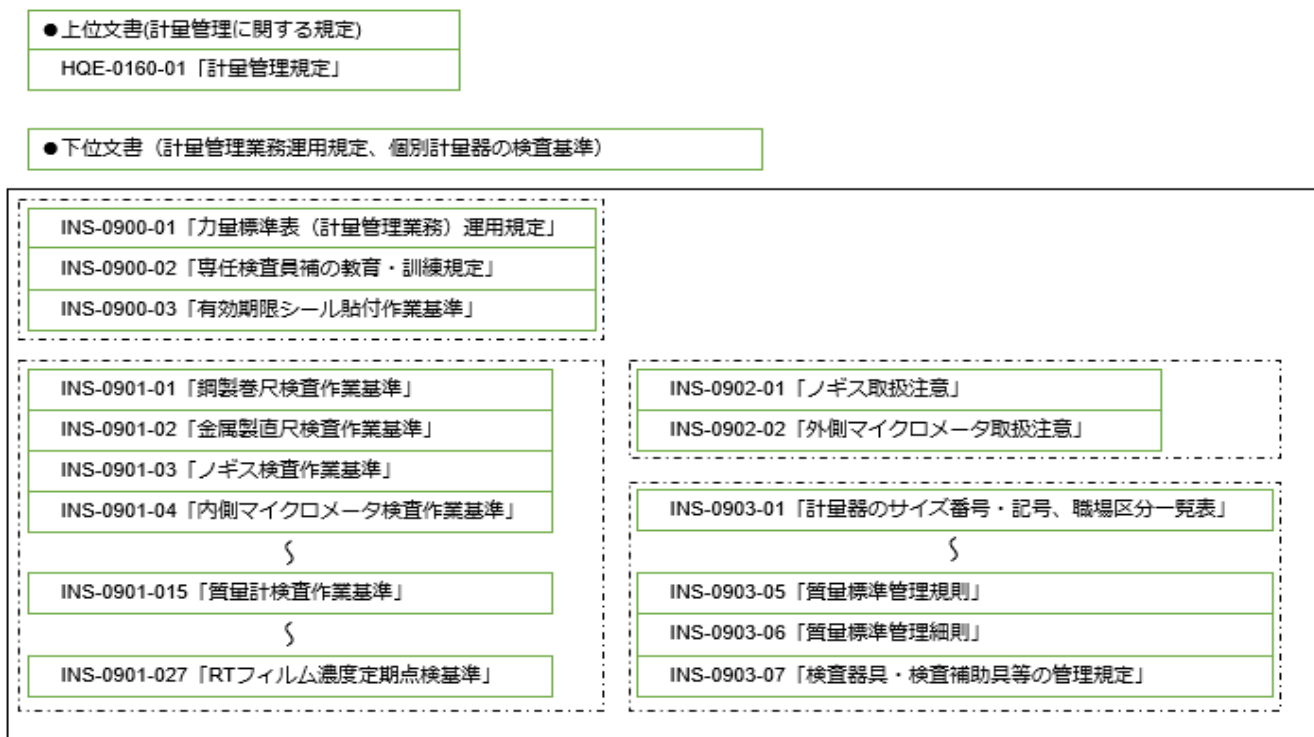 ●上位文書(計量管理に関する規定)
HQE-0160-01「計量管理規定」
●下位文書（計量管理業務運用規定、個別計量器の検査基準）
INS-0900-01「力量標準表（計量管理業務）運用規定」
INS-0900-02「専任検査員補の教育・訓練規定」
INS-0900-03「有効期限シール貼付作業基準」
INS-0901-01「鋼製巻尺検査作業基準」
INS-0901-02「金属製直尺検査作業基準」
INS-0901-03「ノギス検査作業基準」
INS-0901-04「内側マイクロメータ検査作業基準」
∫
INS-0901-015「質量計検査作業基準」
∫
INS-0901-027「RTフィルム濃度定期点検基準」
INS-0902-01「ノギス取扱注意」
INS-0902-02「外側マイクロメータ取扱注意」
INS-0903-01「計量器のサイズ番号・記号、職場区分一覧表」
∫
INS-0903-05「質量標準管理規則」
INS-0903-06「質量標準管理細則」
INS-0903-07「検査器具・検査補助具等の管理規定」